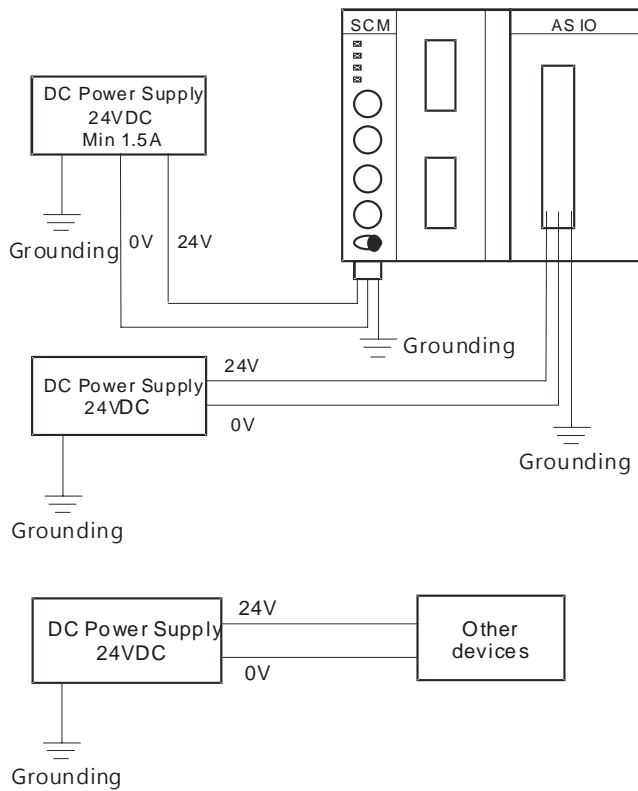 SCM
AS IO
DC Power Supply
24VDC
Min 1.5A
Grounding
0V
24V
Grounding
DC Power Supply
24VDC
24V
0V
Grounding
Grounding
DC Power Supply
24VDC
24V
0V
Other
devices
Grounding